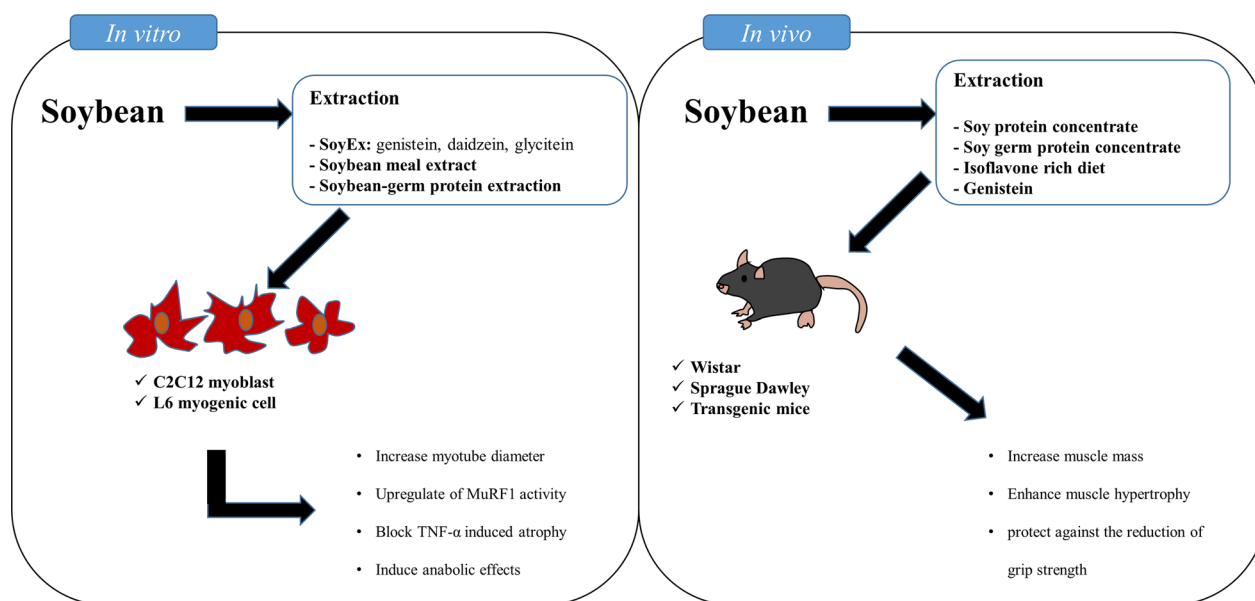 In vitro
Soybean
Extraction
- SoyEx: genistein, daidzein, glycitein
- Soybean meal extract
- Soybean-germ protein extraction
✓ C2C12 myoblast
✓ L6 myogenic cell
• Increase myotube diameter
• Upregulate of MuRF1 activity
• Block TNF-α induced atrophy
• Induce anabolic effects
In vivo
Soybean
Extraction
- Soy protein concentrate
- Soy germ protein concentrate
- Isoflavone rich diet
- Genistein
✓ Wistar
✓ Sprague Dawley
✓ Transgenic mice
• Increase muscle mass
• Enhance muscle hypertrophy
• protect against the reduction of
grip strength